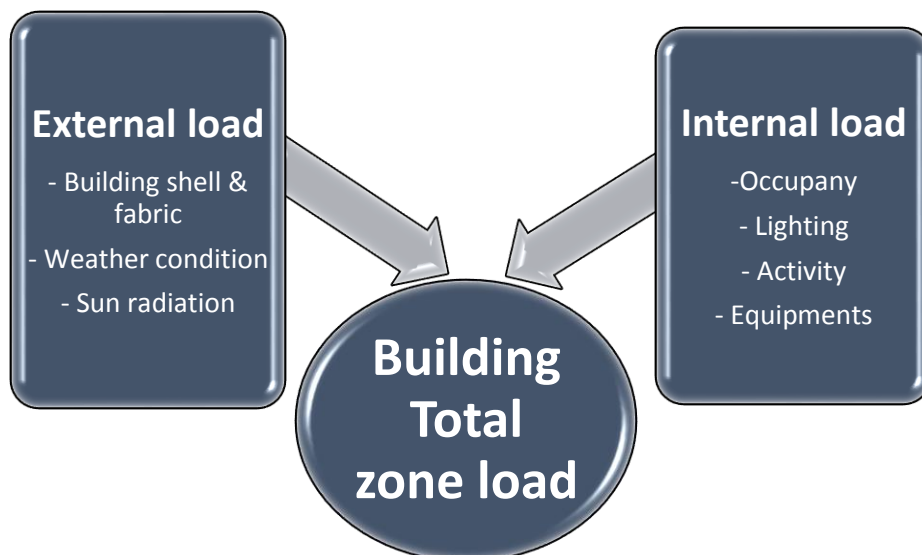 External load
- Building shell &
fabric
- Weather condition
- Sun radiation
Internal load
-Occupany
- Lighting
- Activity
- Equipments
Building
Total
zone load